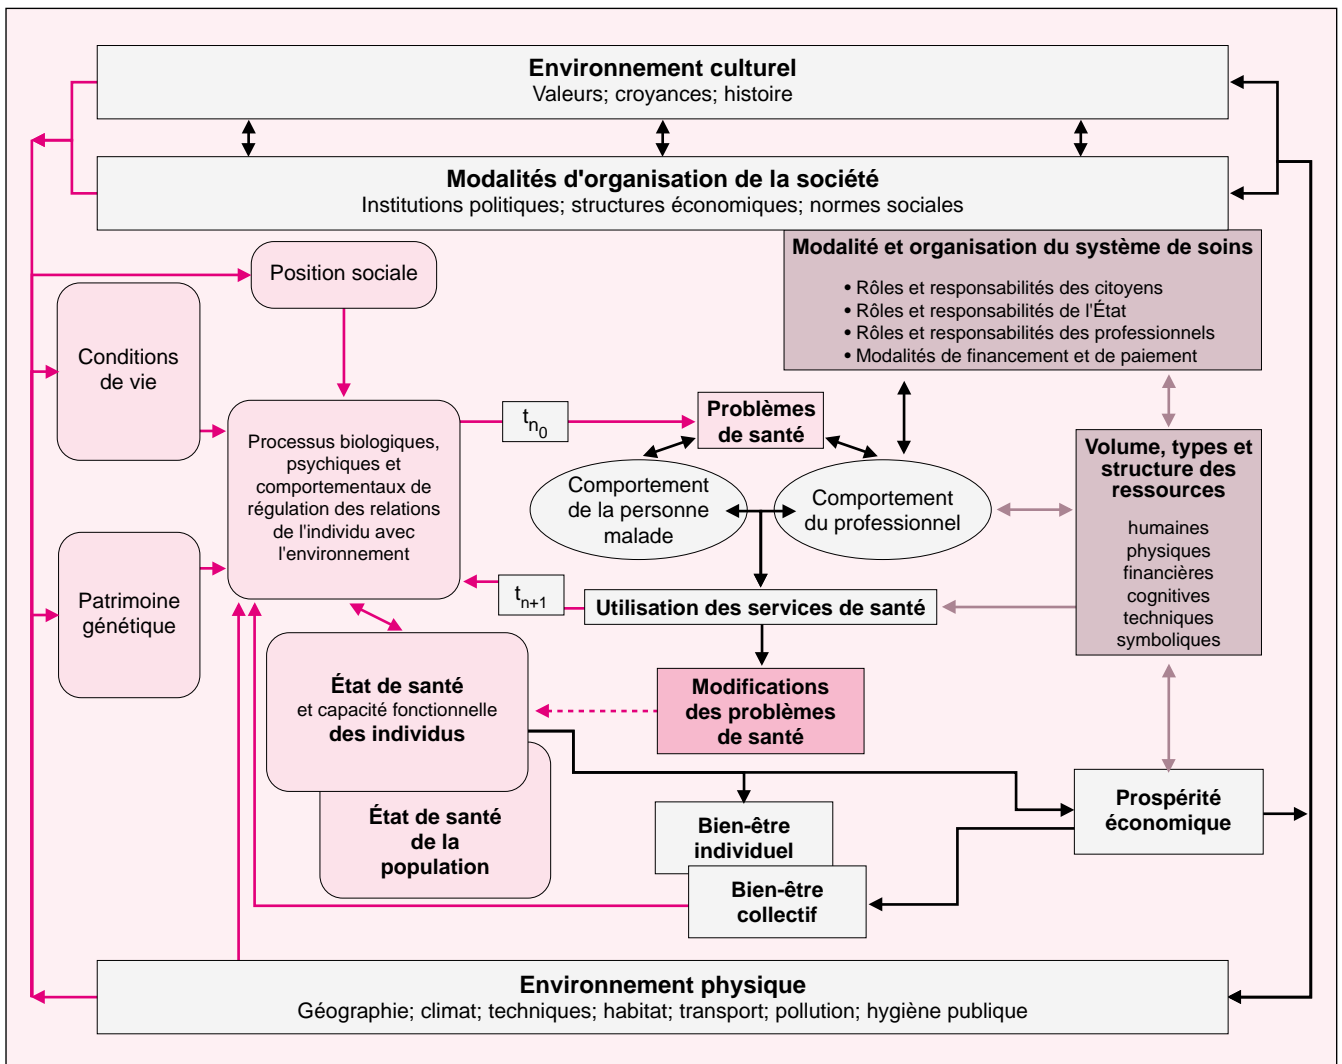 Environnement culturel
Valeurs; croyances; histoire
Modalités d'organisation de la société
Institutions politiques; structures économiques; normes sociales
Modalité et organisation du système de soins
• Rôles et responsabilités des citoyens
• Rôles et responsabilités de l'État
• Rôles et responsabilités des professionnels
• Modalités de financement et de paiement
Position sociale
Conditions
de vie
Patrimoine
génétique
Processus biologiques,
psychiques et
comportementaux de
régulation des relations
de l'individu avec
l'environnement
tn0
Problèmes
de santé
Comportement
de la personne
malade
Comportement
du professionnel
Volume, types et
structure des
ressources
humaines
physiques
financières
cognitives
techniques
symboliques
tn+1
Utilisation des services de santé
État de santé
et capacité fonctionnelle
des individus
Modifications
des problèmes
de santé
État de santé
de la
population
Bien-être
individuel
Bien-être
collectif
Prospérité
économique
Environnement physique
Géographie; climat; techniques; habitat; transport; pollution; hygiène publique